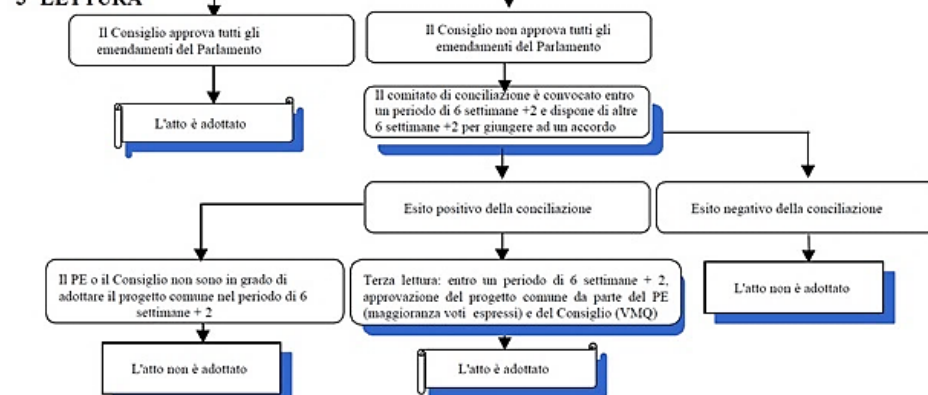 LETTURA
Il Consiglio approva tutti gli
emendamenti del Parlamento
Il Consiglio non approva tutti gli
emendamenti del Parlamento
L'atto è adottato
Il comitato di conciliazione è convocato entro
un periodo di 6 settimane +2 e dispone di altre
6 settimane +2 per giungere ad un accordo
Esito positivo della conciliazione
Esito negativo della conciliazione
Il PE o il Consiglio non sono in grado di
adottare il progetto comune nel periodo di 6
settimane + 2
Terza lettura: entro un periodo di 6 settimane + 2,
approvazione del progetto comune da parte del PE
(maggioranza voti espressi) e del Consiglio (VMQ)
L'atto non è adottato
L'atto non è adottato
L'atto è adottato